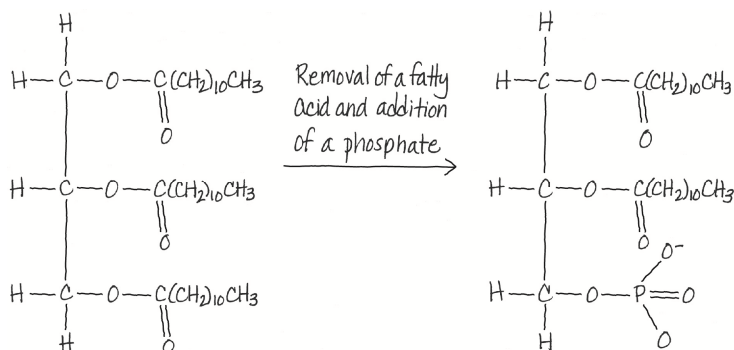 H
H
H—C—O—C(CH₂)₁₀CH₃
Removal of a fatty
H—C—O—C(CH₂)₁₀CH₃
O
acid and addition
O
of a phosphate
H—C—O—C(CH₂)₁₀CH₃
H—C—O—C(CH₂)₁₀CH₃
O
O
O⁻
H—C—O—C(CH₂)₁₀CH₃
H—C—O—P=O
H
O
H
O